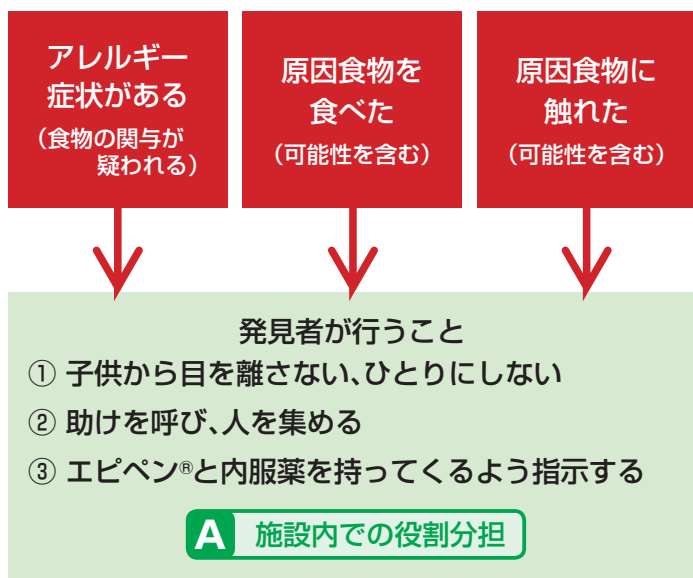 アレルギー
症状がある
（食物の関与が
疑われる）
原因食物を
食べた
（可能性を含む）
原因食物に
触れた
（可能性を含む）
発見者が行うこと
① 子供から目を離さない、ひとりにしない
② 助けを呼び、人を集める
③ エピペン®と内服薬を持ってくるよう指示する
A 施設内での役割分担